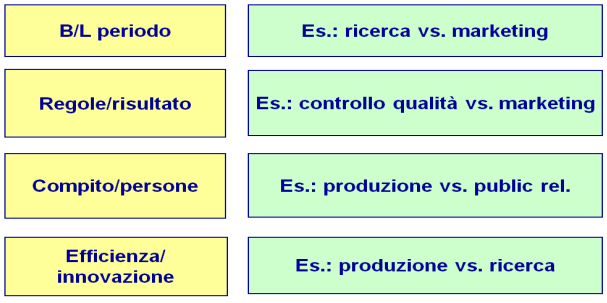 B/L periodo
Es.: ricerca vs. marketing
Regole/risultato
Es.: controllo qualità vs. marketing
Compito/persone
Es.: produzione vs. public rel.
Efficienza/
innovazione
Es.: produzione vs. ricerca